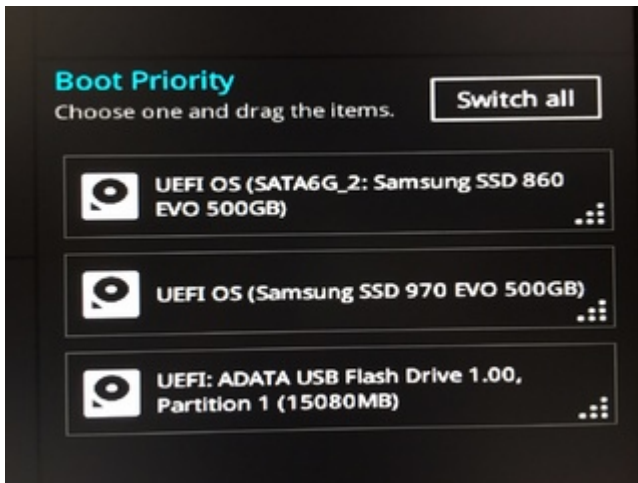 Boot Priority
Choose one and drag the items.
Switch all
UEFI OS (SATA6G_2: Samsung SSD 860
EVO 500GB)
UEFI OS (Samsung SSD 970 EVO 500GB)
UEFI: ADATA USB Flash Drive 1.00,
Partition 1 (15080MB)